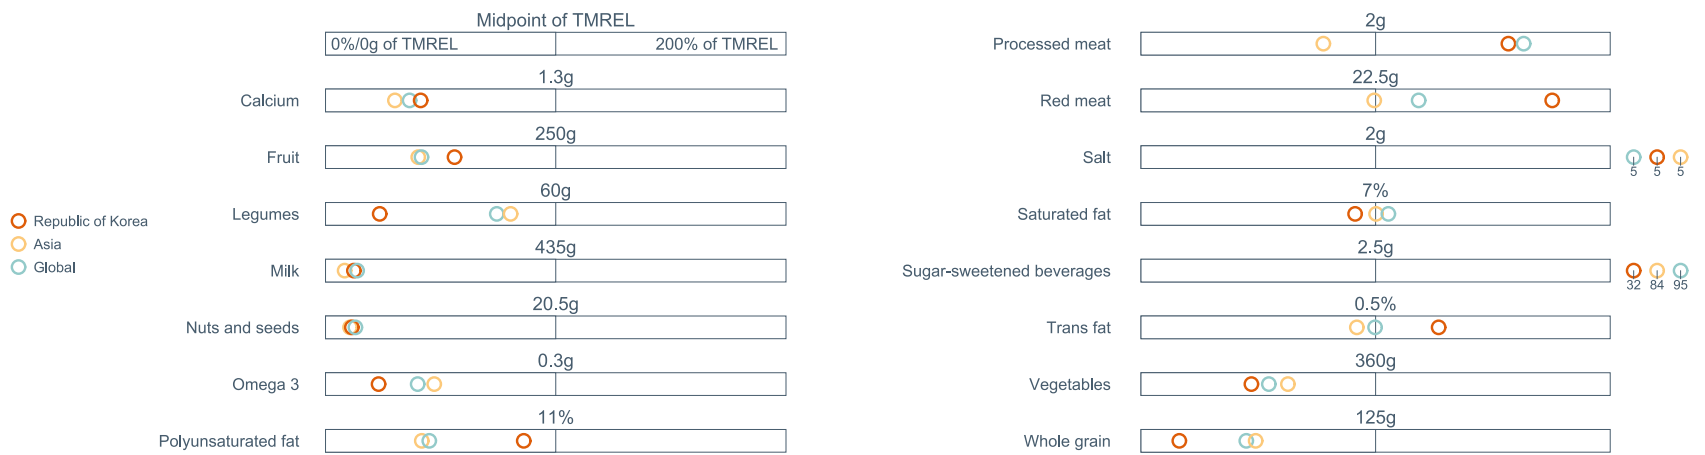 Midpoint of TMREL
0%/0g of TMREL
200% of TMREL
1.3g
Calcium
250g
Fruit
60g
Legumes
435g
Milk
20.5g
Nuts and seeds
0.3g
Omega 3
11%
Polyunsaturated fat
Republic of Korea
Asia
Global
2g
Processed meat
22.5g
Red meat
2g
Salt
5 5 5
7%
Saturated fat
2.5g
Sugar-sweetened beverages
32 84 95
0.5%
Trans fat
360g
Vegetables
125g
Whole grain